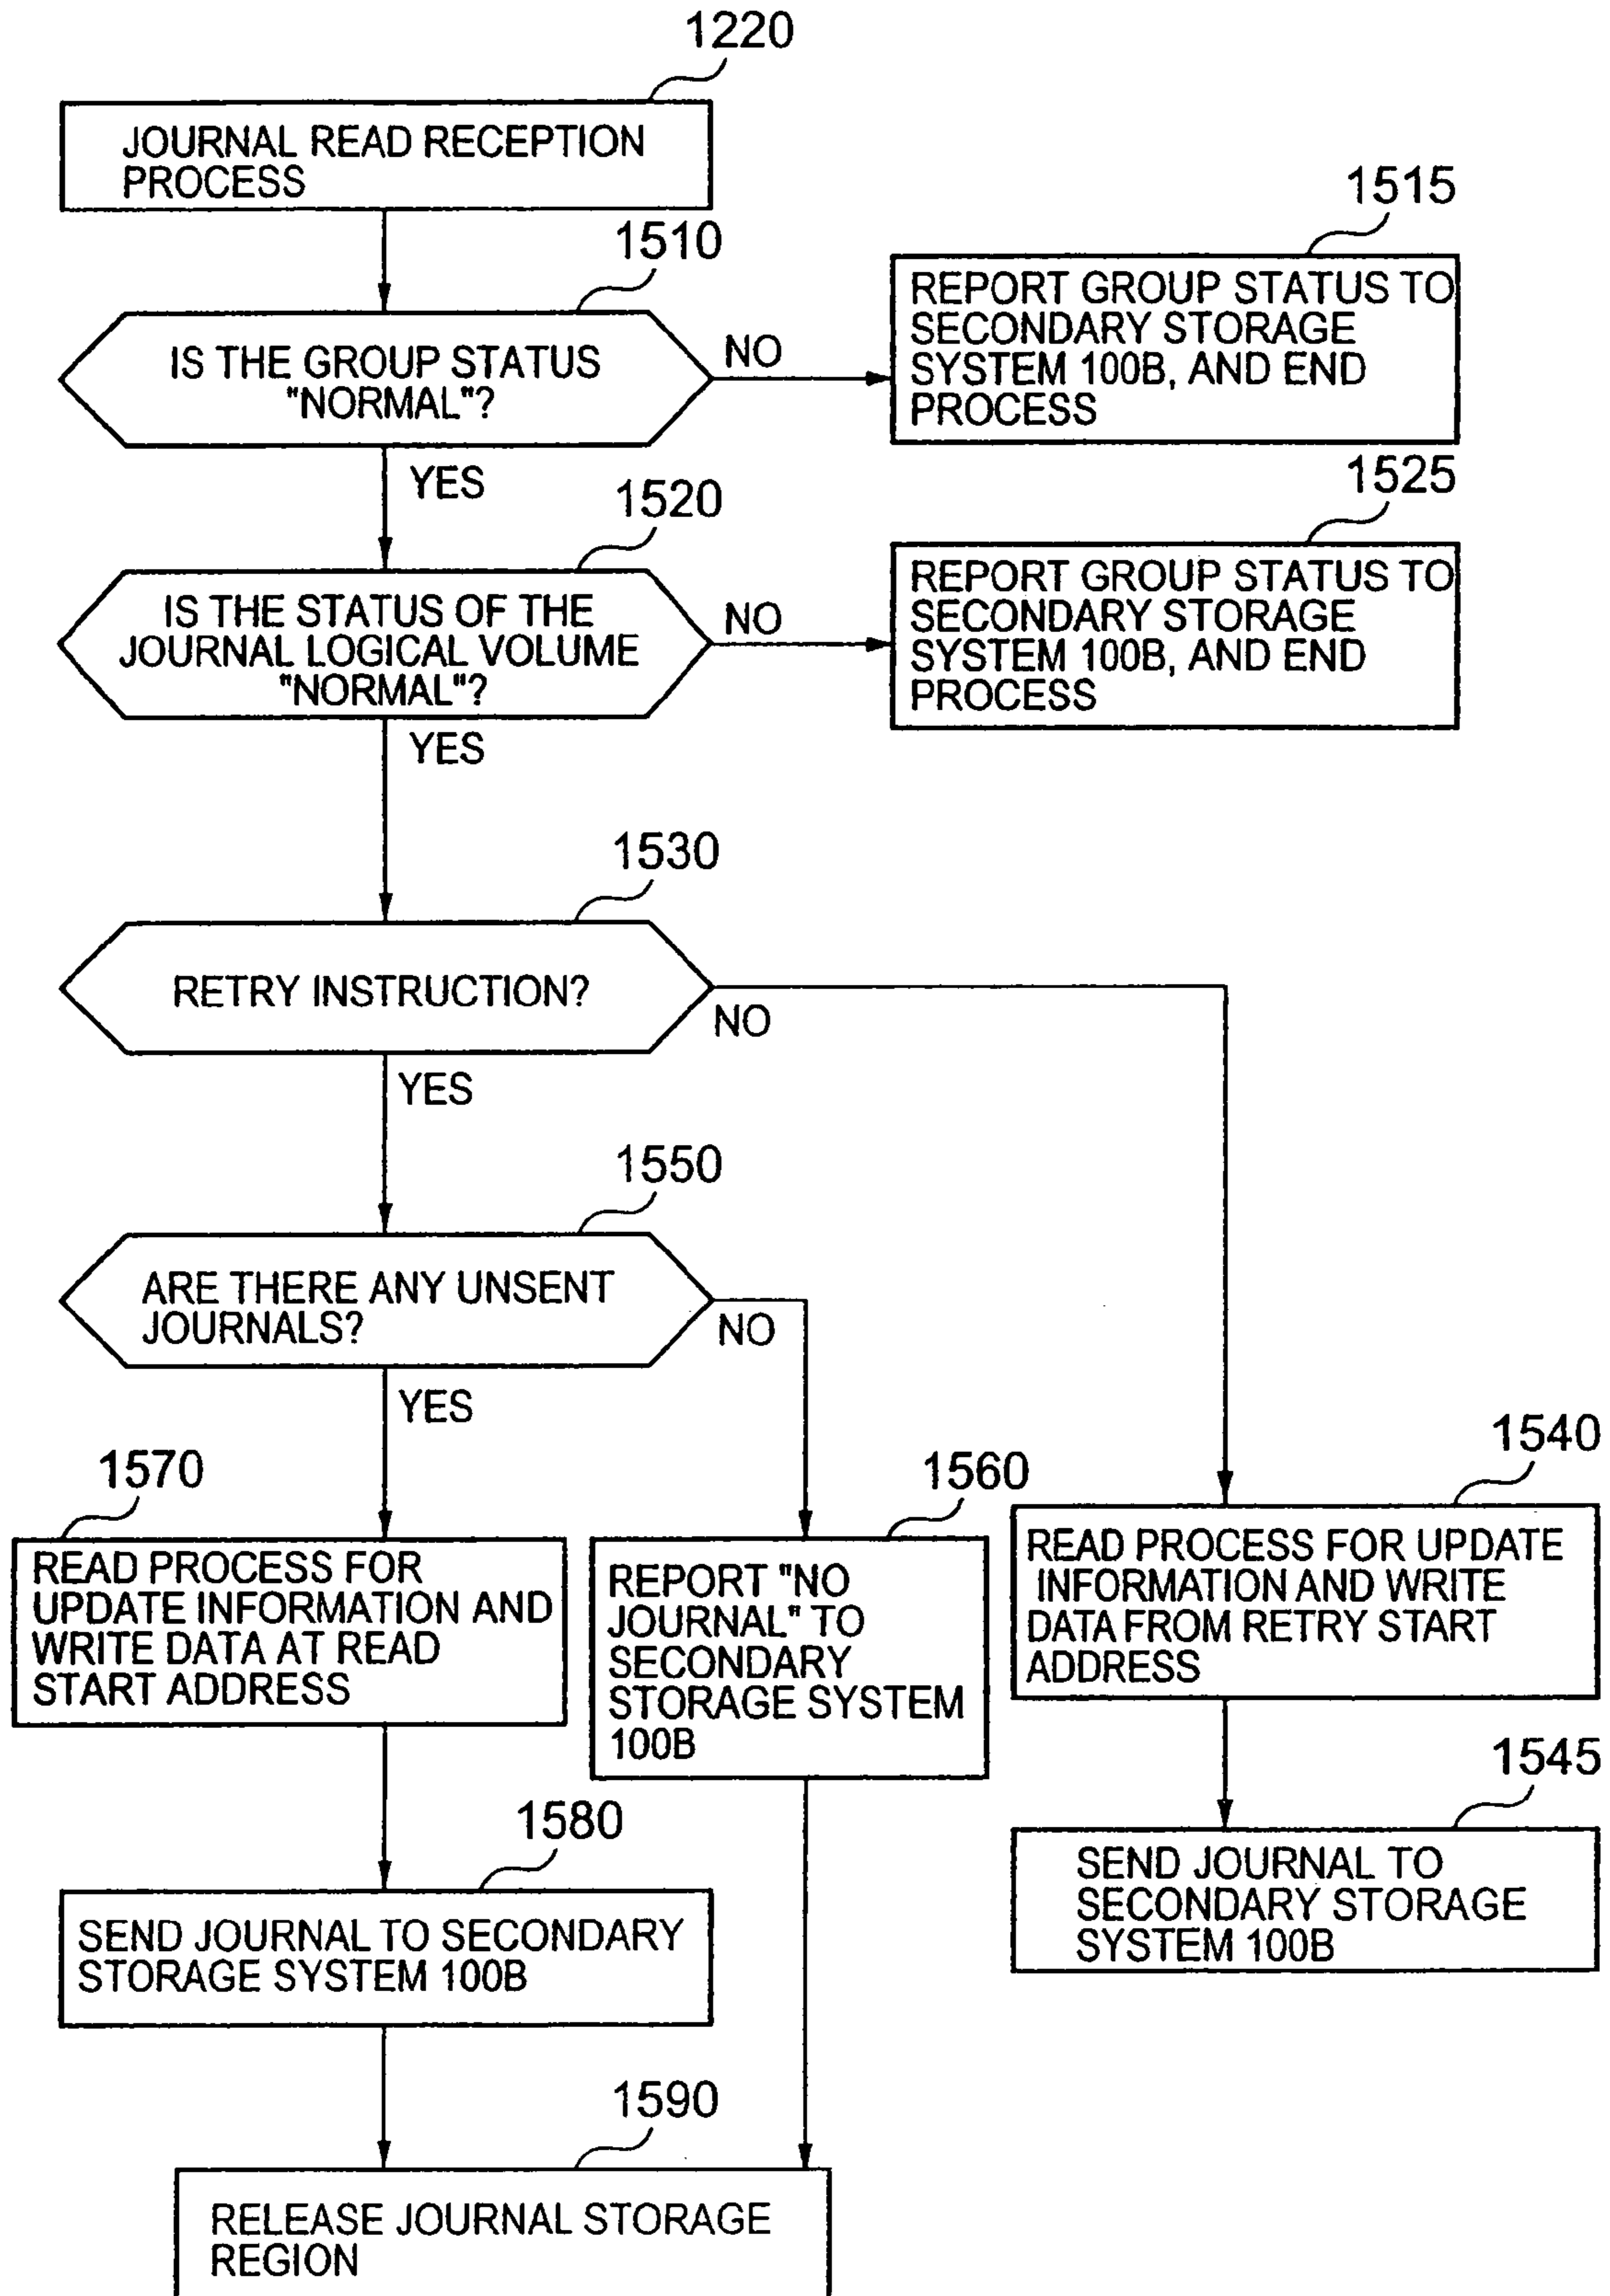 1220
JOURNAL READ RECEPTION
PROCESS
1510
IS THE GROUP STATUS
"NORMAL"?
NO
YES
1515
REPORT GROUP STATUS TO
SECONDARY STORAGE
SYSTEM 100B, AND END
PROCESS
1520
IS THE STATUS OF THE
JOURNAL LOGICAL VOLUME
"NORMAL"?
NO
YES
1525
REPORT GROUP STATUS TO
SECONDARY STORAGE
SYSTEM 100B, AND END
PROCESS
1530
RETRY INSTRUCTION?
NO
YES
1550
ARE THERE ANY UNSENT
JOURNALS?
NO
YES
1570
READ PROCESS FOR
UPDATE INFORMATION AND
WRITE DATA AT READ
START ADDRESS
1560
REPORT "NO
JOURNAL" TO
SECONDARY
STORAGE SYSTEM
100B
1540
READ PROCESS FOR UPDATE
INFORMATION AND WRITE
DATA FROM RETRY START
ADDRESS
1580
SEND JOURNAL TO SECONDARY
STORAGE SYSTEM 100B
1545
SEND JOURNAL TO
SECONDARY STORAGE
SYSTEM 100B
1590
RELEASE JOURNAL STORAGE
REGION